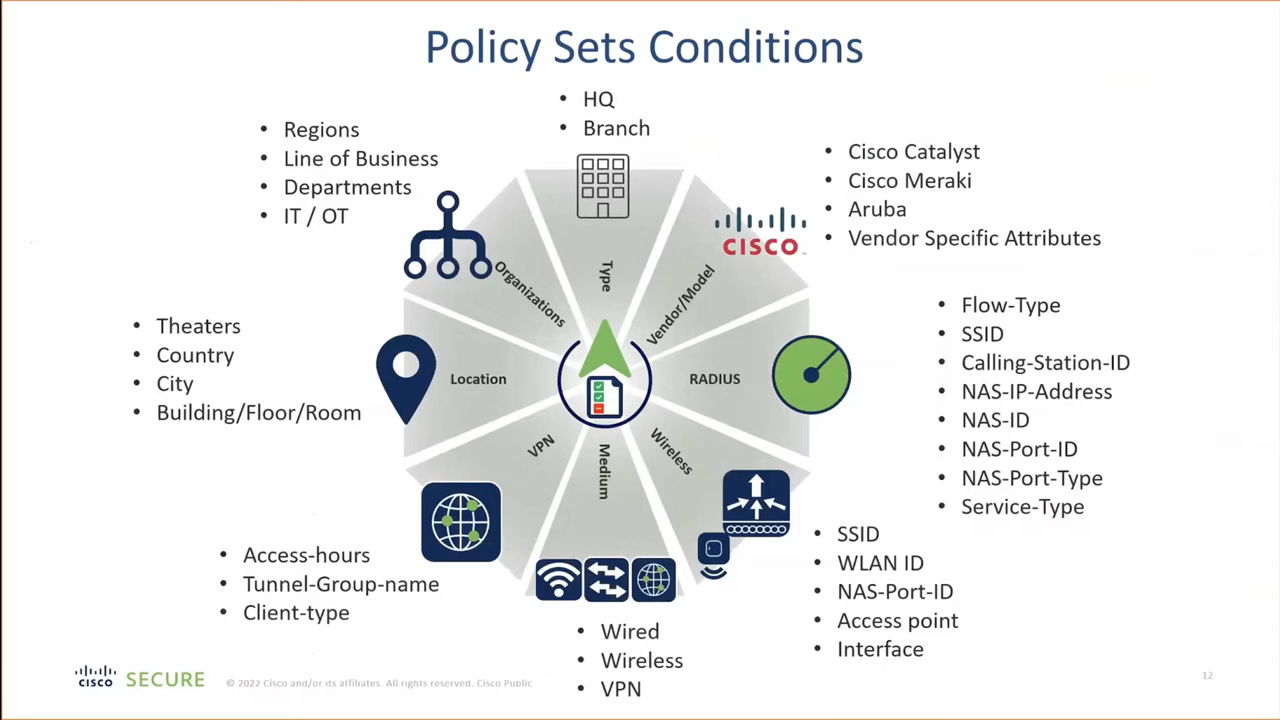 Policy Sets Conditions
• HQ
• Branch
• Regions
• Line of Business
• Departments
• IT / OT
• Cisco Catalyst
• Cisco Meraki
• Aruba
• Vendor Specific Attributes
CISCO
Organizations
Type
Vendor/Model
• Theaters
• Country
• City
• Building/Floor/Room
Location
RADIUS
• Flow-Type
• SSID
• Calling-Station-ID
• NAS-IP-Address
• NAS-ID
• NAS-Port-ID
• NAS-Port-Type
• Service-Type
VPN
Medium
Wireless
• Access-hours
• Tunnel-Group-name
• Client-type
• SSID
• WLAN ID
• NAS-Port-ID
• Access point
• Interface
• Wired
• Wireless
• VPN
CISCO SECURE
© 2022 Cisco and/or its affiliates. All rights reserved. Cisco Public
12